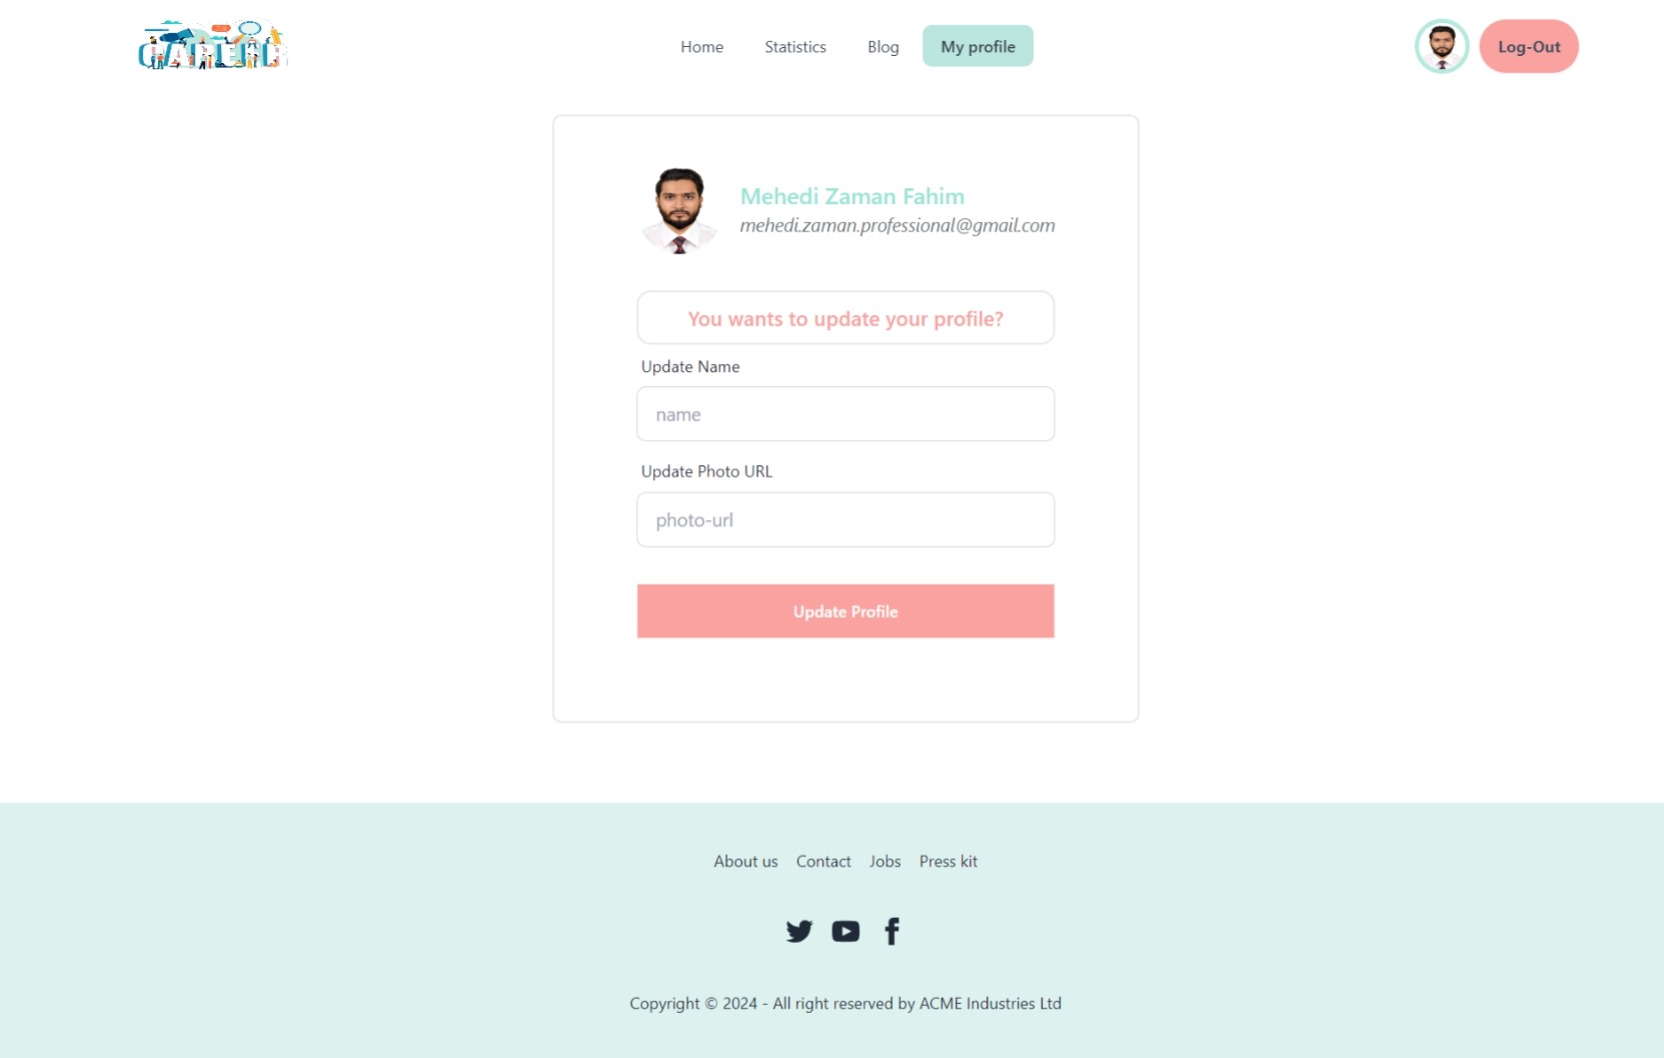 CAREER
Home Statistics Blog My profile Log-Out
Mehedi Zaman Fahim
mehedi.zaman.professional@gmail.com
You wants to update your profile?
Update Name
name
Update Photo URL
photo-url
Update Profile
About us Contact Jobs Press kit
Copyright © 2024 - All right reserved by ACME Industries Ltd